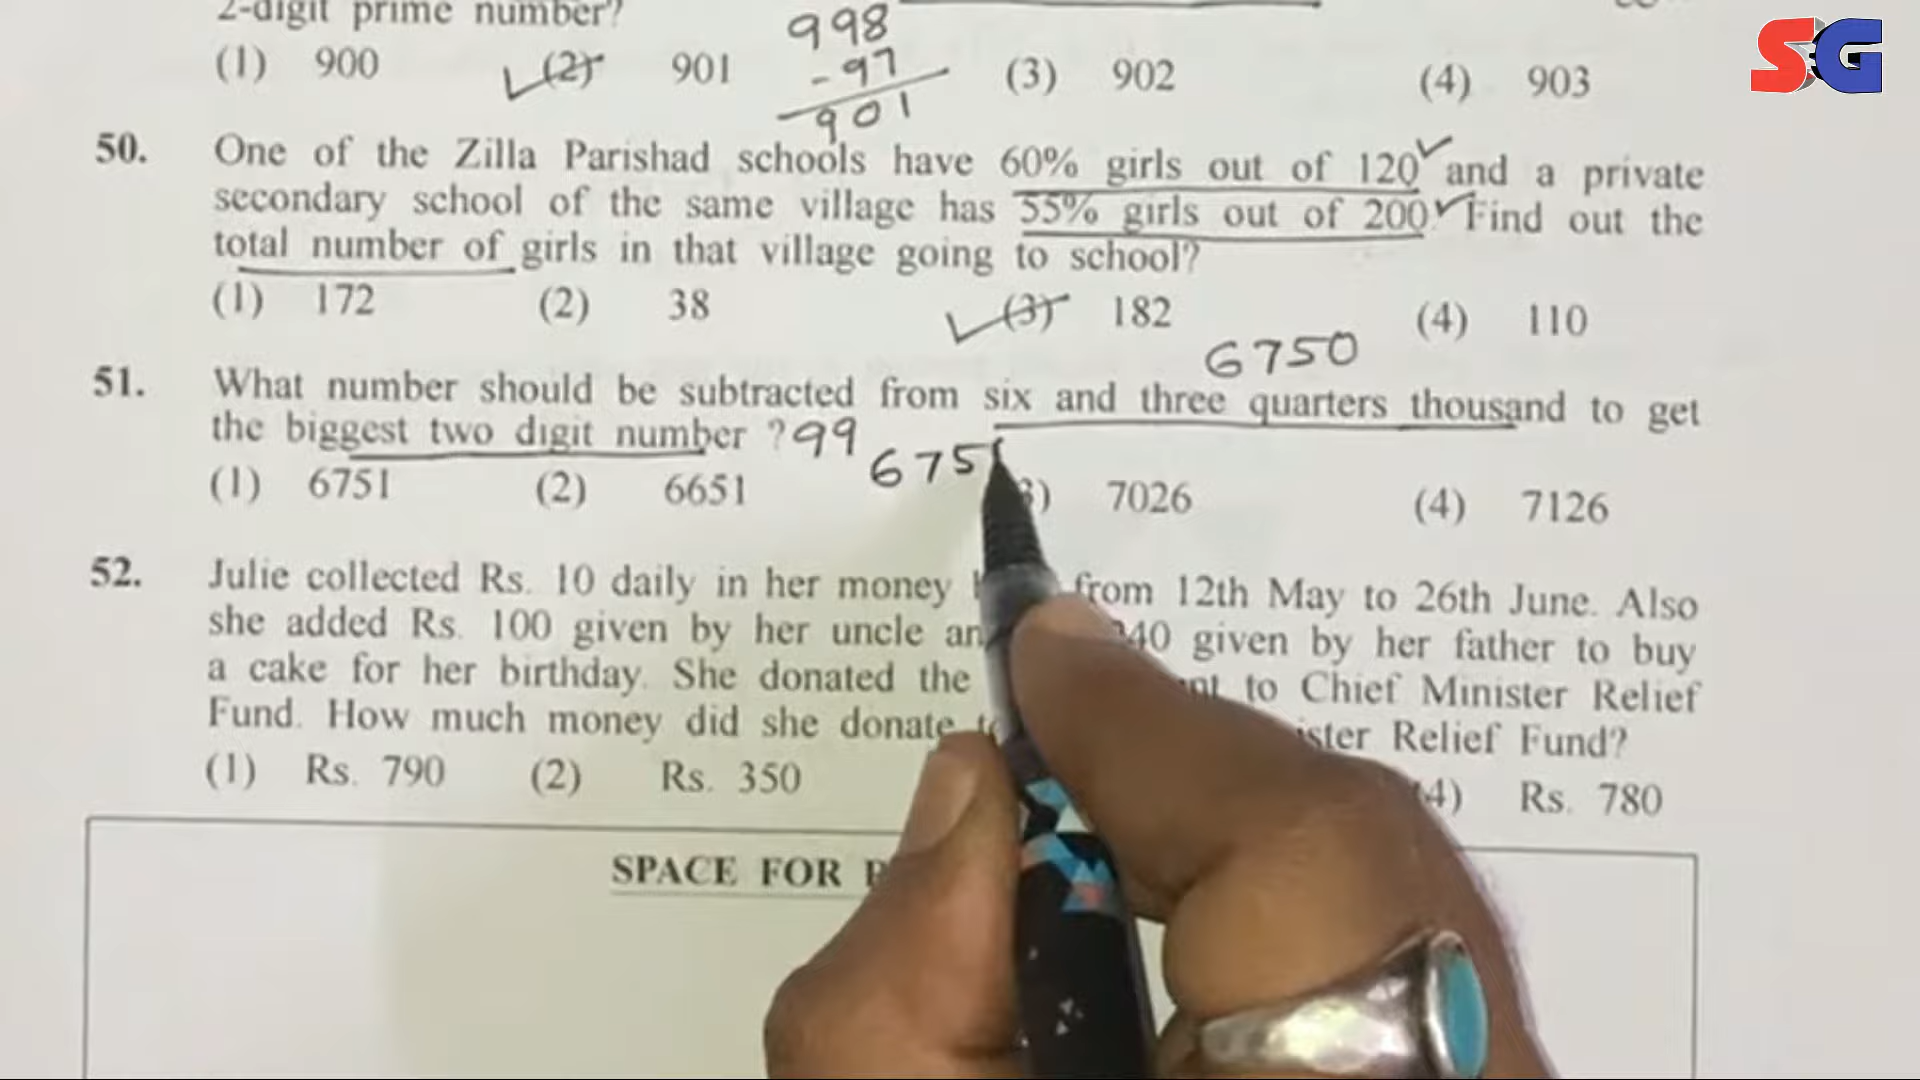 2-digit prime number?
(1) 900 (2) 901 (3) 902 (4) 903
998
- 97
901
SG
50. One of the Zilla Parishad schools have 60% girls out of 120 and a private
secondary school of the same village has 55% girls out of 200. Find out the
total number of girls in that village going to school?
(1) 172 (2) 38 (3) 182 (4) 110
6750
51. What number should be subtracted from six and three quarters thousand to get
the biggest two digit number ? 99
675
(1) 6751 (2) 6651 3) 7026 (4) 7126
52. Julie collected Rs. 10 daily in her money from 12th May to 26th June. Also
she added Rs. 100 given by her uncle 40 given by her father to buy
a cake for her birthday. She donated the to Chief Minister Relief
Fund. How much money did she donate Relief Fund?
(1) Rs. 790 (2) Rs. 350 4) Rs. 780
SPACE FOR